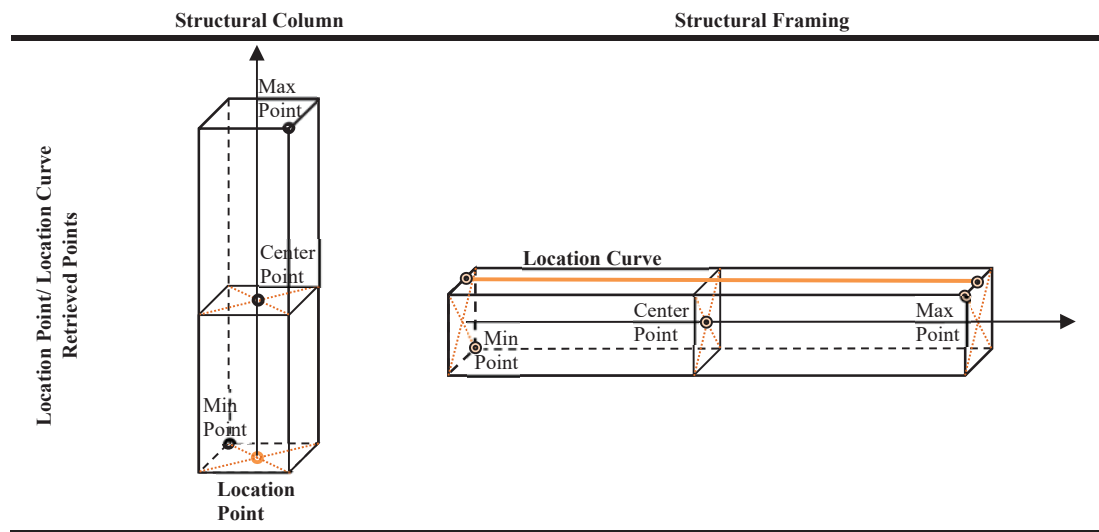 Structural Column
Structural Framing
Location Point/ Location Curve
Retrieved Points
Max
Point
Center
Point
Min
Point
Location
Point
Location Curve
Center
Point
Max
Point
Min
Point